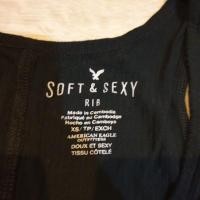 SOFT & SEXY
RIB
Made in Cambodia
Fabriqué au Cambodge
Hecho en Camboya
XS/TP/EXCH
AMERICAN EAGLE
OUTFITTERS
DOUX ET SEXY
TISSU CÔTELÉ